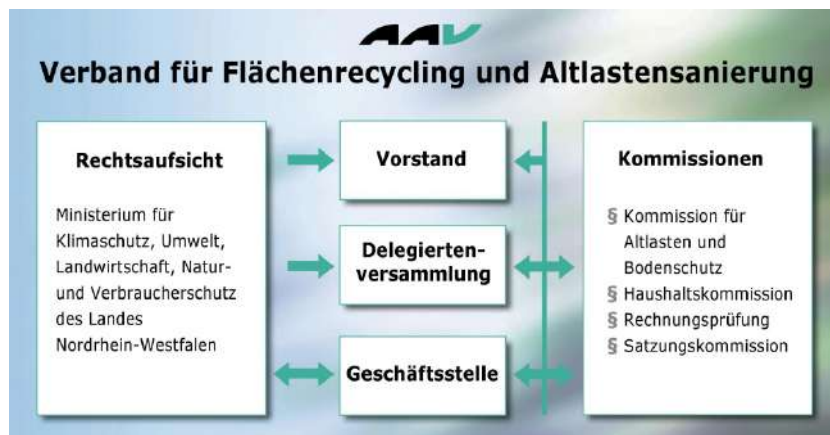 AAV
Verband für Flächenrecycling und Altlastensanierung
Rechtsaufsicht
Ministerium für
Klimaschutz, Umwelt,
Landwirtschaft, Natur-
und Verbraucherschutz
des Landes
Nordrhein-Westfalen
Vorstand
Delegierten-
versammlung
Geschäftsstelle
Kommissionen
§ Kommission für
Altlasten und
Bodenschutz
§ Haushaltskommission
§ Rechnungsprüfung
§ Satzungskommission